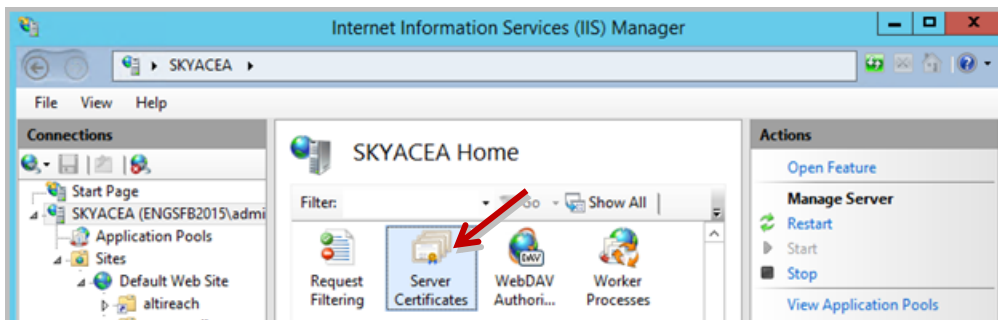 Internet Information Services (IIS) Manager
SKYACEA
File View Help
Connections
Start Page
SKYACEA (ENGSFB2015\admi
Application Pools
Sites
Default Web Site
altireach
SKYACEA Home
Filter: Go Show All
Request Filtering
Server Certificates
DAV
WebDAV Authori...
Worker Processes
Actions
Open Feature
Manage Server
Restart
Start
Stop
View Application Pools